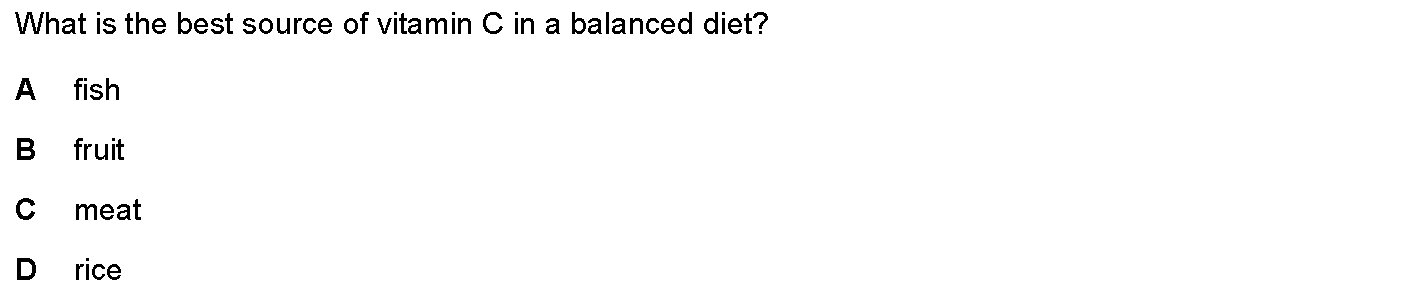 What is the best source of vitamin C in a balanced diet?
A fish
B fruit
C meat
D rice